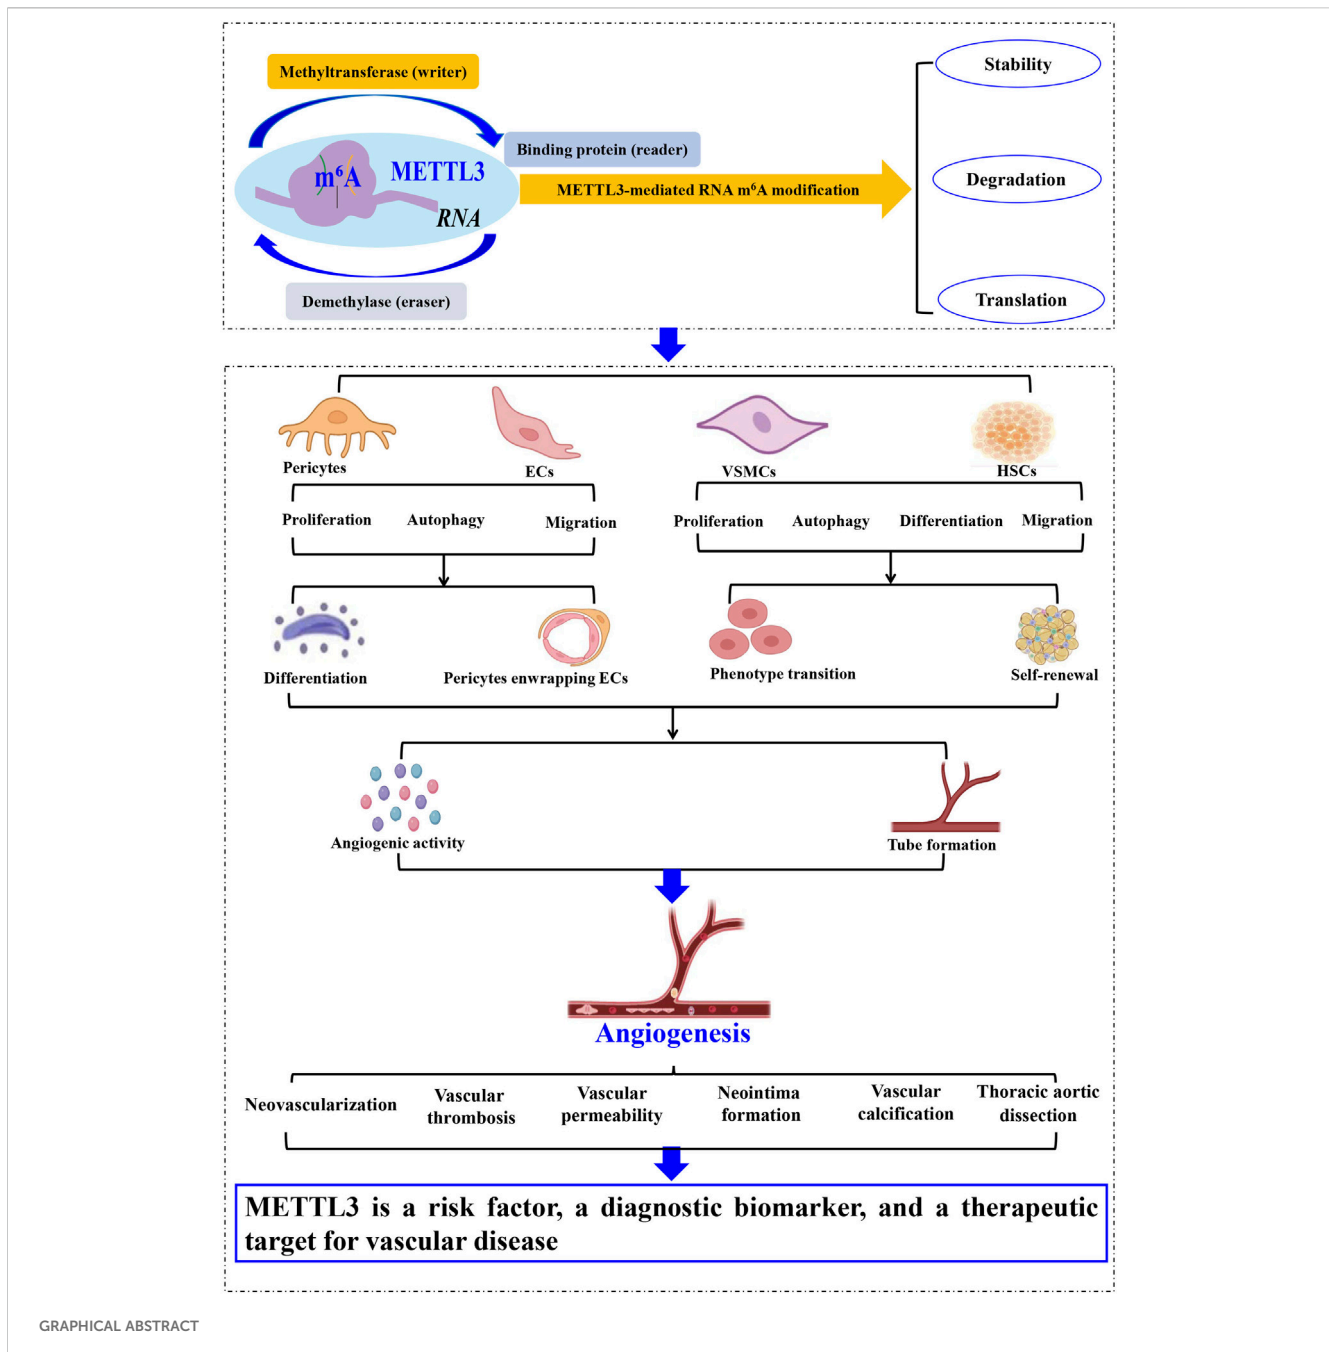 Methyltransferase (writer)
Stability
Binding protein (reader)
m⁶A METTL3
METTL3-mediated RNA m⁶A modification
Degradation
RNA
Demethylase (eraser)
Translation
Pericytes
ECs
VSMCs
HSCs
Proliferation
Autophagy
Migration
Proliferation
Autophagy
Differentiation
Migration
Differentiation
Pericytes enwrapping ECs
Phenotype transition
Self-renewal
Angiogenic activity
Tube formation
Angiogenesis
Neovascularization
Vascular
thrombosis
Vascular
permeability
Neointima
formation
Vascular
calcification
Thoracic aortic
dissection
METTL3 is a risk factor, a diagnostic biomarker, and a therapeutic
target for vascular disease
GRAPHICAL ABSTRACT